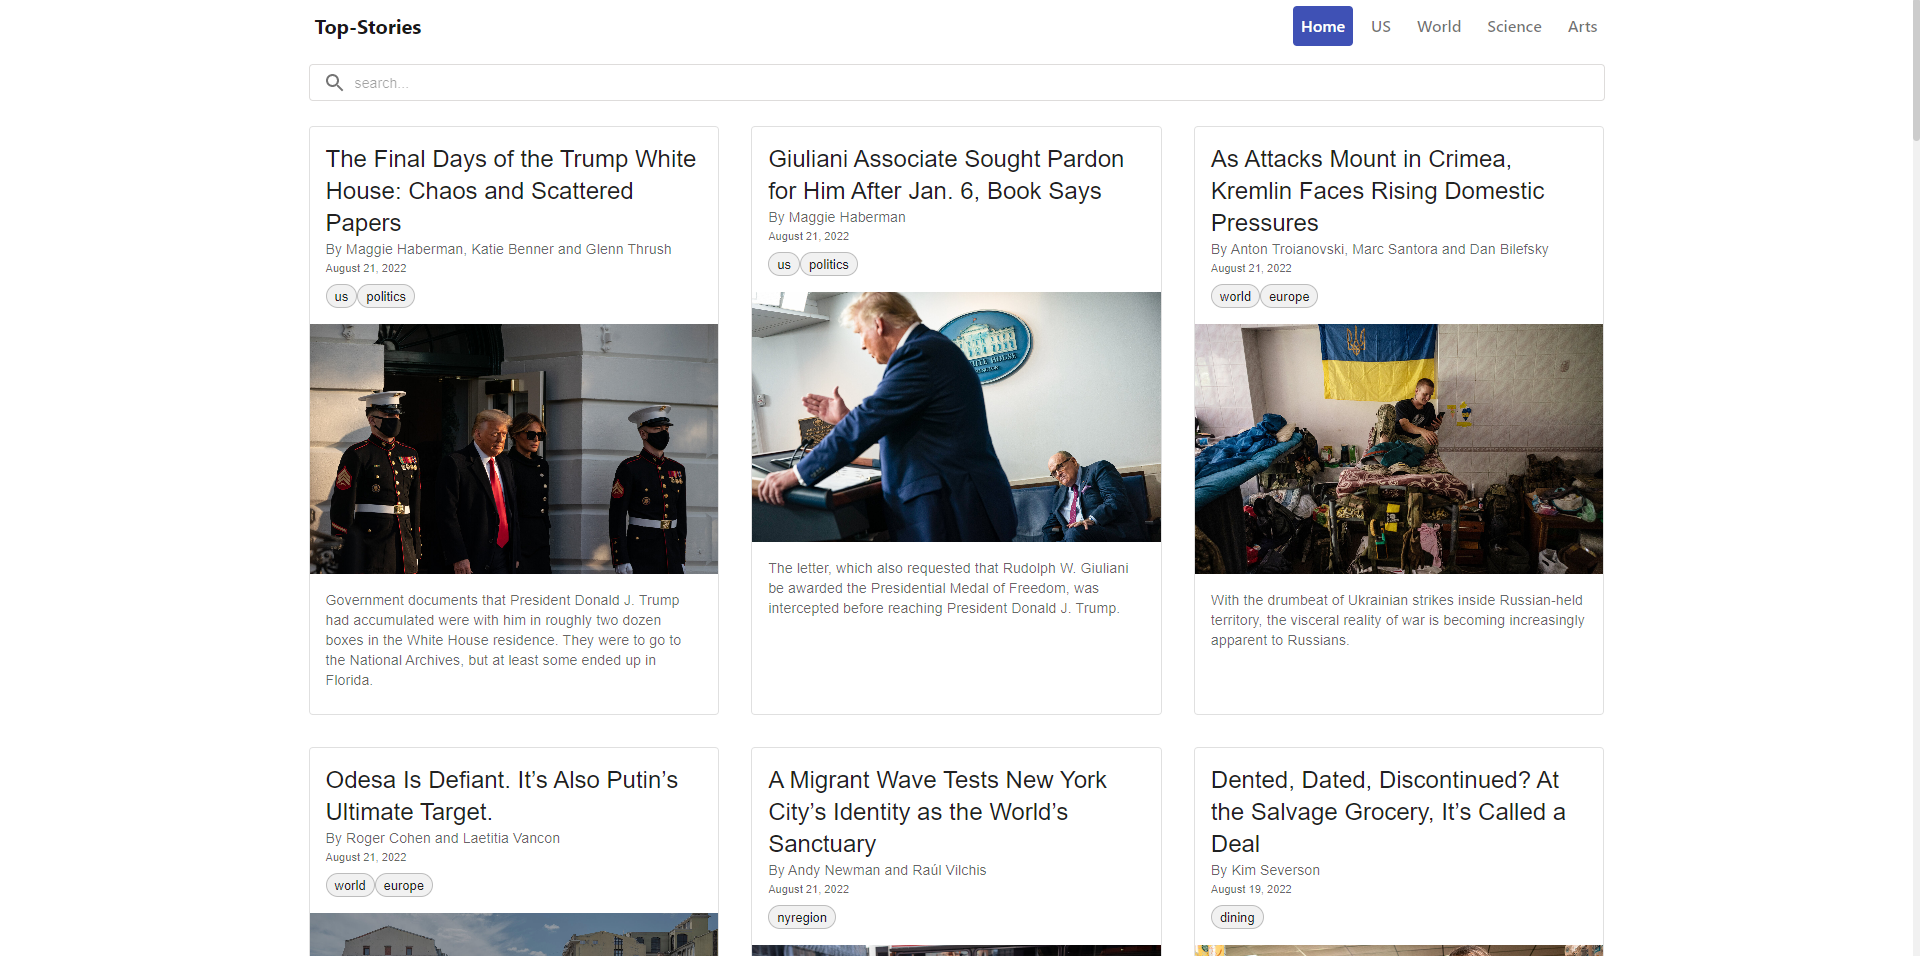 Top-Stories
Home US World Science Arts
search...
The Final Days of the Trump White
House: Chaos and Scattered
Papers
By Maggie Haberman, Katie Benner and Glenn Thrush
August 21, 2022
us politics
Government documents that President Donald J. Trump
had accumulated were with him in roughly two dozen
boxes in the White House residence. They were to go to
the National Archives, but at least some ended up in
Florida.
Giuliani Associate Sought Pardon
for Him After Jan. 6, Book Says
By Maggie Haberman
August 21, 2022
us politics
WHITE HOUSE
The letter, which also requested that Rudolph W. Giuliani
be awarded the Presidential Medal of Freedom, was
intercepted before reaching President Donald J. Trump.
As Attacks Mount in Crimea,
Kremlin Faces Rising Domestic
Pressures
By Anton Troianovski, Marc Santora and Dan Bilefsky
August 21, 2022
world europe
With the drumbeat of Ukrainian strikes inside Russian-held
territory, the visceral reality of war is becoming increasingly
apparent to Russians.
Odesa Is Defiant. It’s Also Putin’s
Ultimate Target.
By Roger Cohen and Laetitia Vancon
August 21, 2022
world europe
A Migrant Wave Tests New York
City’s Identity as the World’s
Sanctuary
By Andy Newman and Raúl Vilchis
August 21, 2022
nyregion
Dented, Dated, Discontinued? At
the Salvage Grocery, It’s Called a
Deal
By Kim Severson
August 19, 2022
dining